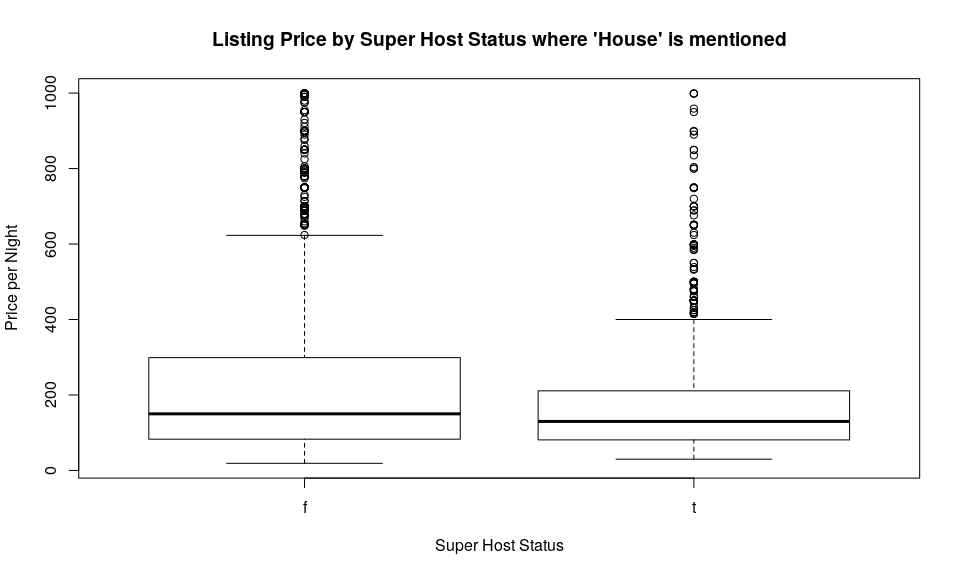 Listing Price by Super Host Status where 'House' is mentioned
Price per Night
1000
800
600
400
200
0
f t
Super Host Status